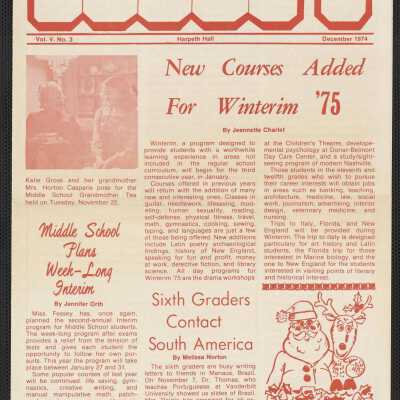 Vol. V. No. 3 Harpeth Hall December 1974
New Courses Added
For Winterim '75
By Jeannette Charlet
Katie Gross and her grandmother
Mrs. Horton Casparis pose for the
Middle School Grandmother Tea
held on Tuesday, November 22.
Middle School
Plans
Week-Long
Interim
By Jennifer Orth
Miss Fessey has, once again,
planned the second-annual Interim
program for Middle School students.
The week-long program after exams
provides a relief from the tension of
tests and gives each student the
opportunity to follow her own pur-
suits. This year the program will take
place between January 27 and 31.
Some popular courses of last year
will be continued: life saving, gym-
nastics, creative writing, and
manual manipulative math, patch-
Winterim, a program designed to
provide students with a worthwhile
learning experience in areas not
included in the regular school
curriculum, will begin for the third
consecutive year, in January.
Courses offered in previous years
will return with the addition of many
new and interesting ones. Classes in
guitar, needlework, lifesaving, mod-
eling, human sexuality, reading,
self-defense, physical fitness, travel,
math, gymnastics, cooking, sewing,
typing, and languages are just a few
of those being offered. New additions
include Latin poetry archaeological
findings, history of New England,
speaking for fun and profit, money
at work, detective fiction, and library
science. All day programs for
Winterim '75 are the drama workshops
at the Children's Theatre, develope-
mental psychology at Donan-Belmont
Day Care Center, and a study/sight-
seeing program of modern Nashville.
Those students in the eleventh and
twelfth grades who wish to pursue
their career interests will obtain jobs
in areas such as banking, teaching,
architecture, medicine, law, social
work, journalism, advertising, interior
design, veterinary medicine, and
nursing.
Trips to Italy, Florida, and New
England will be provided during
Winterim. The trip to Italy is designed
particularly for art history and Latin
students, the Florida trip for those
interested in Marine biology, and the
one to New England for the students
interested in visiting points of literary
and historical interest.
Sixth Graders
Contact
South America
By Melissa Norton
The sixth graders are busy writing
letters to friends in Manaca, Brazil.
On November 7, Dr. Thomas, who
teaches Portuguese at Vanderbilt
University showed us slides of Brazil